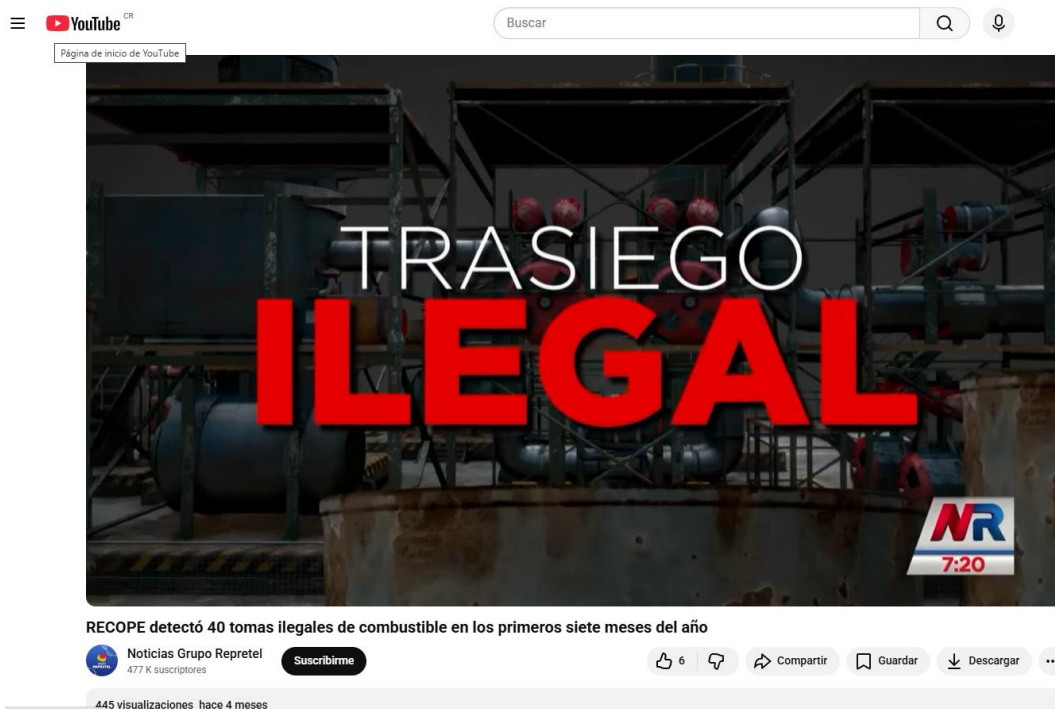 YouTube CR
Buscar
Página de inicio de YouTube
TRASIEGO
ILEGAL
NR
7:20
RECOPE detectó 40 tomas ilegales de combustible en los primeros siete meses del año
Noticias Grupo Repretel
477 K suscriptores
Suscribirme
6
Compartir
Guardar
Descargar
445 visualizaciones hace 4 meses